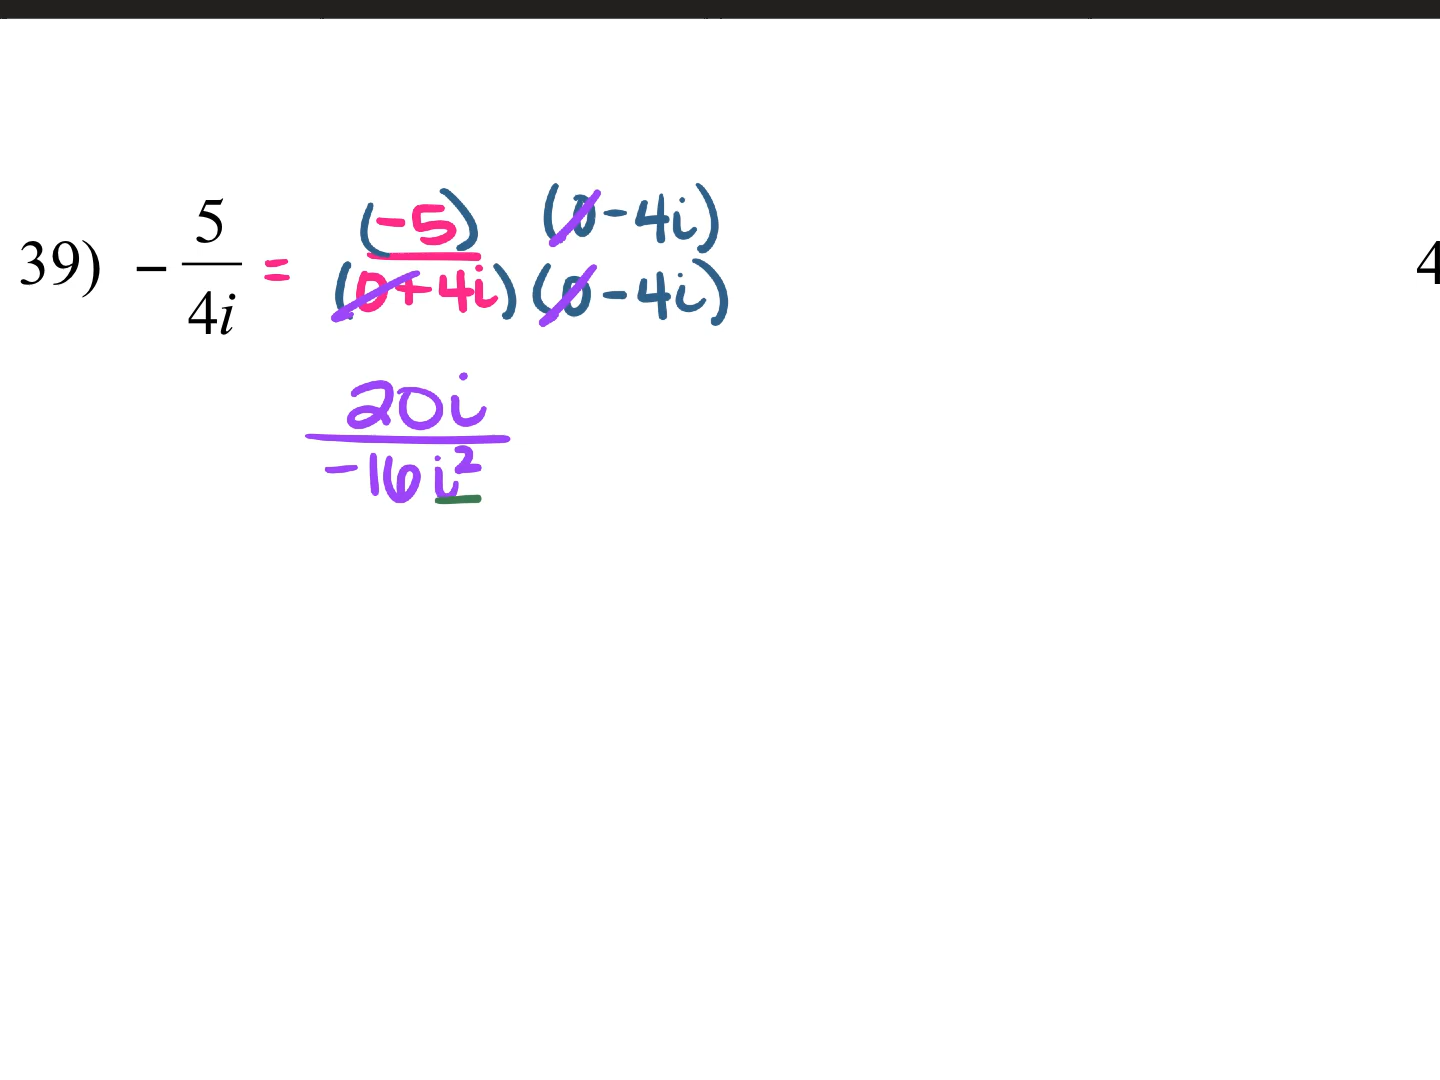 39) - 5/4i = (-5)(0-4i)/(0+4i)(0-4i)
20i/-16i²
4